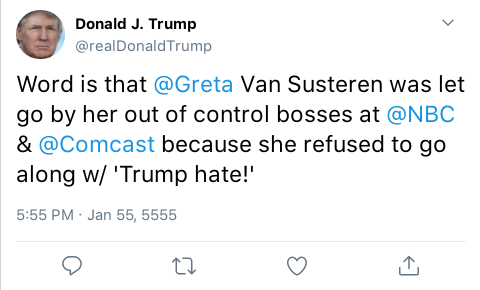 Donald J. Trump
@realDonaldTrump
Word is that @Greta Van Susteren was let
go by her out of control bosses at @NBC
& @Comcast because she refused to go
along w/ 'Trump hate!'
5:55 PM · Jan 55, 5555